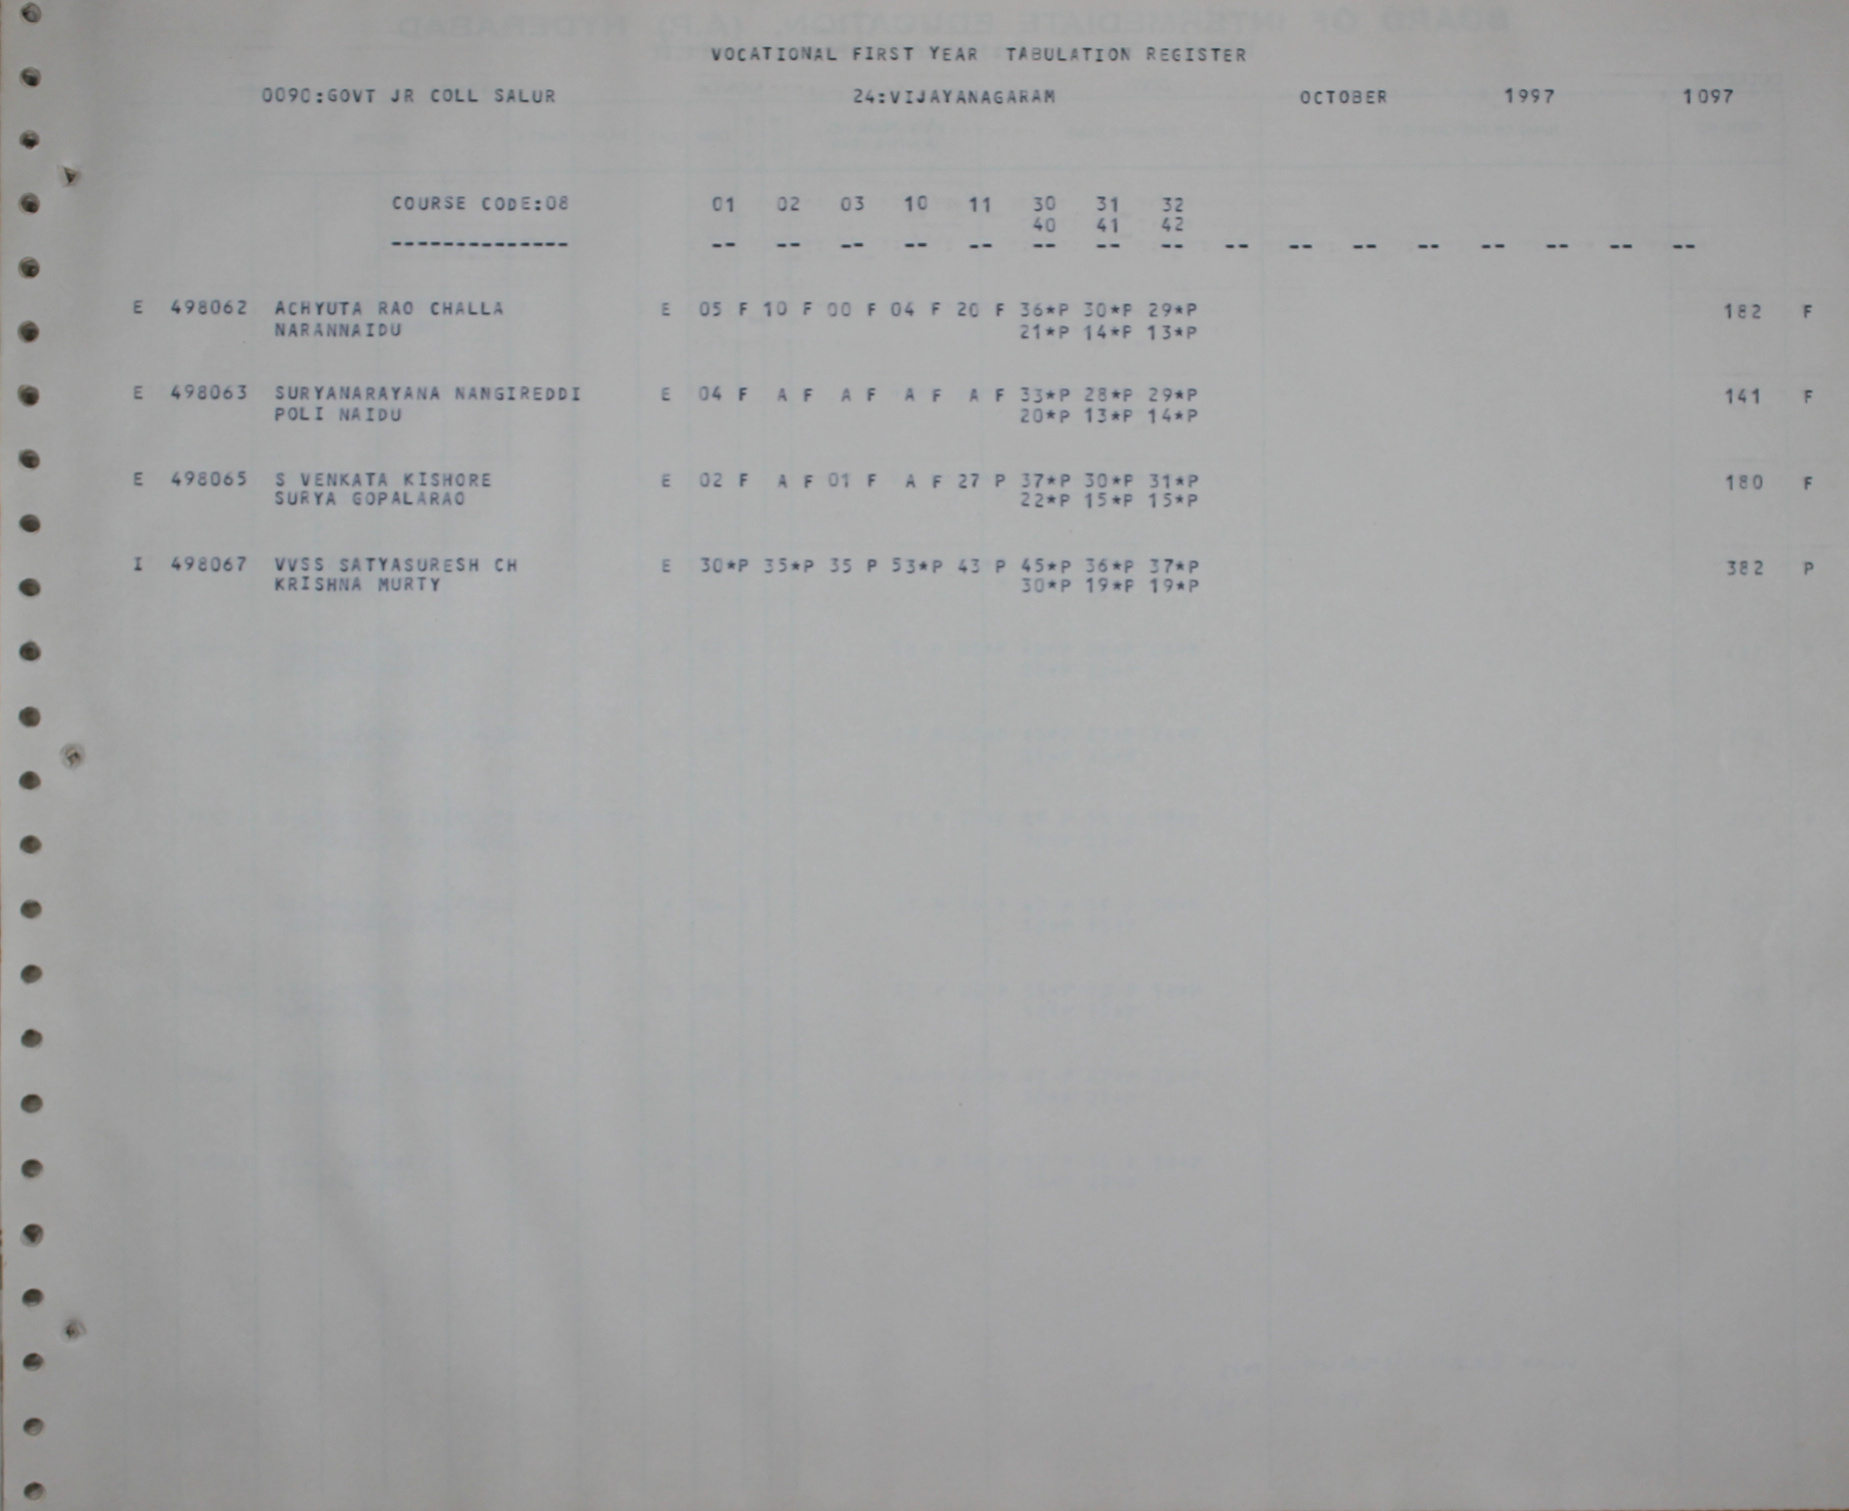 VOCATIONAL FIRST YEAR TABULATION REGISTER
0090:GOVT JR COLL SALUR 24:VIJAYANAGARAM OCTOBER 1997 1097
COURSE CODE:08 01 02 03 10 11 30 31 32
40 41 42
-------------- -- -- -- -- -- -- -- -- -- -- -- -- -- -- -- --
E 498062 ACHYUTA RAO CHALLA E 05 F 10 F 00 F 04 F 20 F 36*P 30*P 29*P 182 F
NARANNAIDU 21*P 14*P 13*P
E 498063 SURYANARAYANA NANGIREDDI E 04 F A F A F A F A F 33*P 28*P 29*P 141 F
POLI NAIDU 20*P 13*P 14*P
E 498065 S VENKATA KISHORE E 02 F A F 01 F A F 27 P 37*P 30*P 31*P 180 F
SURYA GOPALARAO 22*P 15*P 15*P
I 498067 VVSS SATYASURESH CH E 30*P 35*P 35 P 53*P 43 P 45*P 36*P 37*P 382 P
KRISHNA MURTY 30*P 19*P 19*P